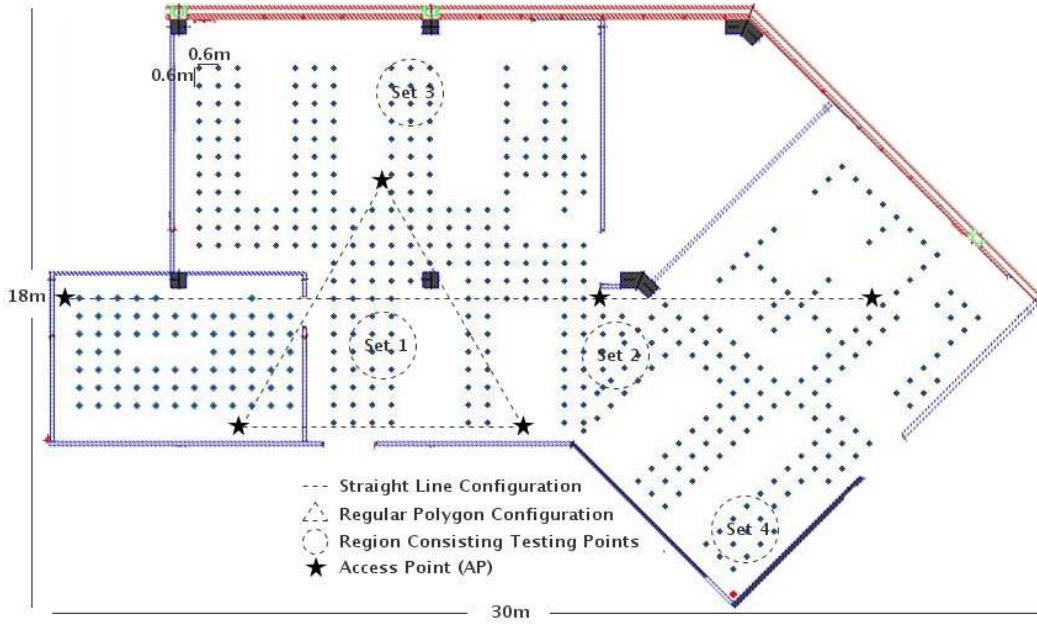 0.6m
0.6m
Set 3
18m
Set 1
Set 2
Straight Line Configuration
Regular Polygon Configuration
Region Consisting Testing Points
Access Point (AP)
Set 4
30m